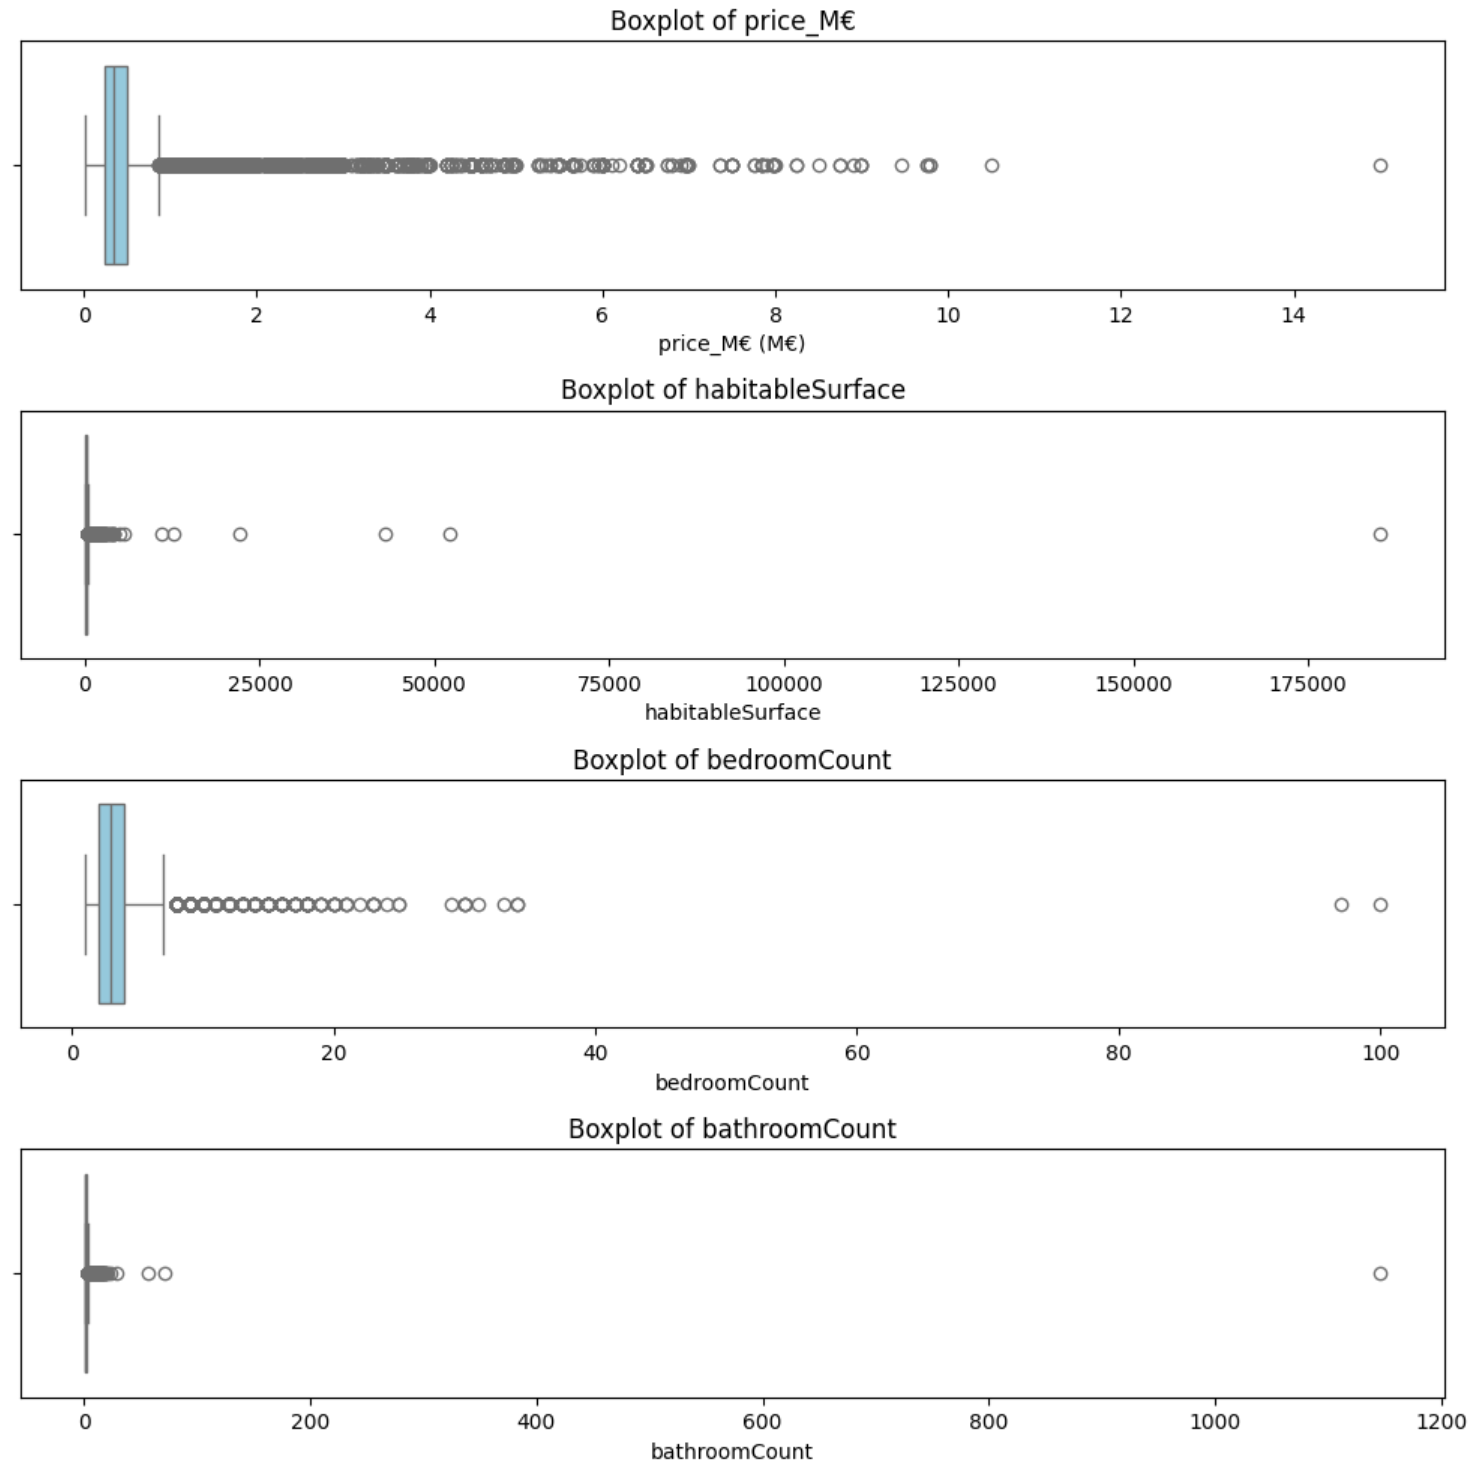 Boxplot of price_M€
0 2 4 6 8 10 12 14
price_M€ (M€)
Boxplot of habitableSurface
0 25000 50000 75000 100000 125000 150000 175000
habitableSurface
Boxplot of bedroomCount
0 20 40 60 80 100
bedroomCount
Boxplot of bathroomCount
0 200 400 600 800 1000 1200
bathroomCount